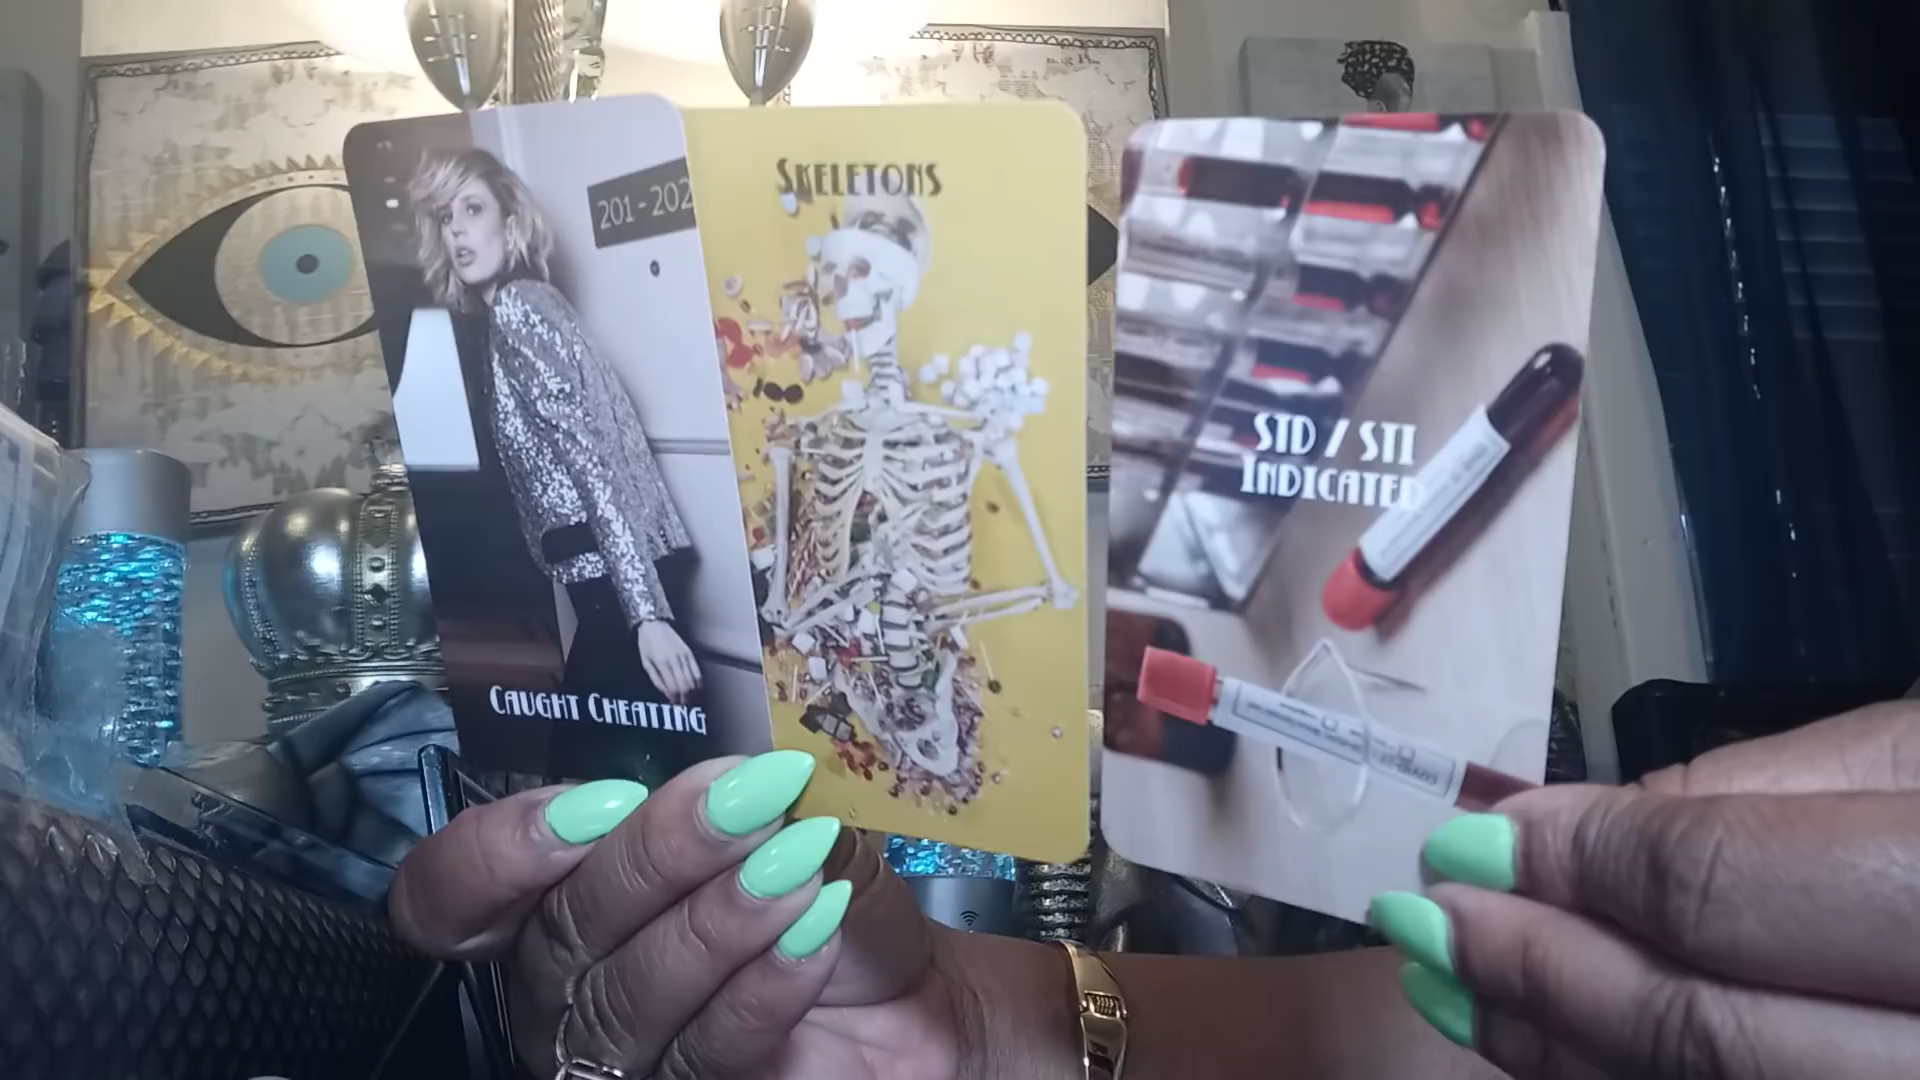 201-202
CAUGHT CHEATING
SKELETONS
STD / STI
INDICATED